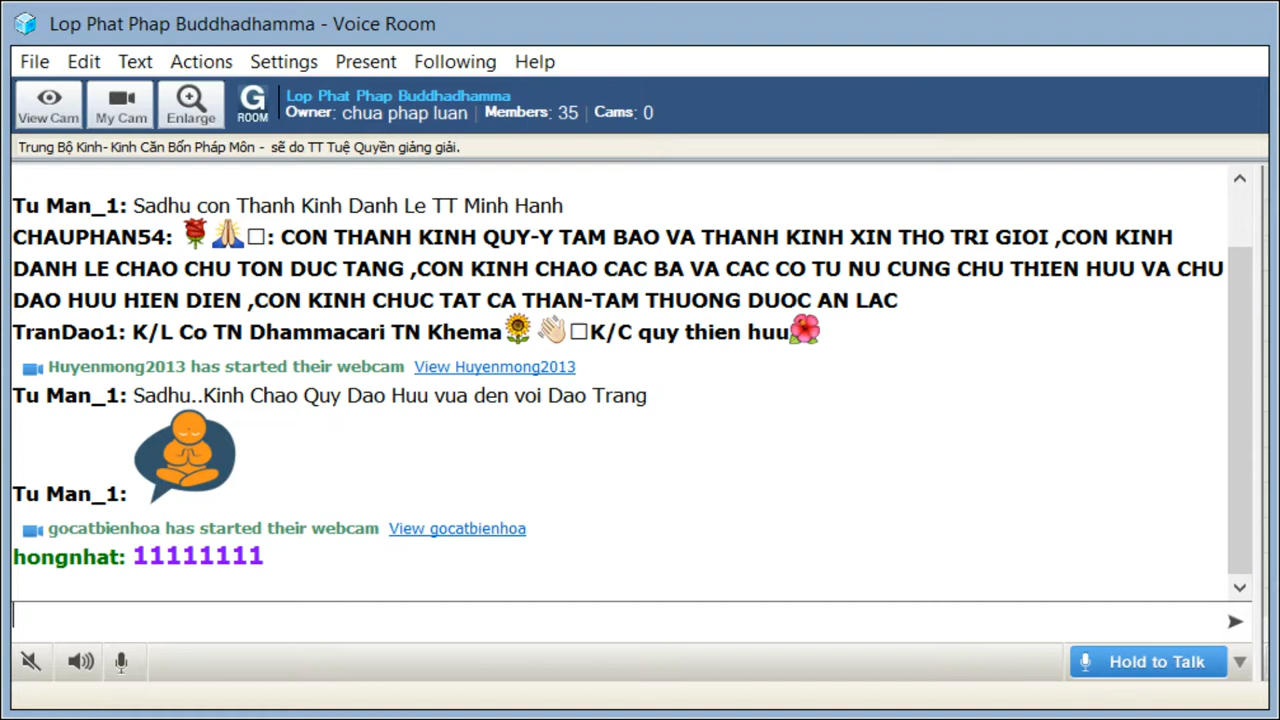 Lop Phat Phap Buddhadhamma - Voice Room
File Edit Text Actions Settings Present Following Help
View Cam My Cam Enlarge G ROOM Lop Phat Phap Buddhadhamma
Owner: chua phap luan | Members: 35 | Cams: 0
Trung Bộ Kinh- Kinh Căn Bổn Pháp Môn - sẽ do TT Tuệ Quyền giảng giải.
Tu Man_1: Sadhu con Thanh Kinh Danh Le TT Minh Hanh
CHAUPHAN54: 🌹🙏🏻□: CON THANH KINH QUY-Y TAM BAO VA THANH KINH XIN THO TRI GIOI ,CON KINH
DANH LE CHAO CHU TON DUC TANG ,CON KINH CHAO CAC BA VA CAC CO TU NU CUNG CHU THIEN HUU VA CHU
DAO HUU HIEN DIEN ,CON KINH CHUC TAT CA THAN-TAM THUONG DUOC AN LAC
TranDao1: K/L Co TN Dhammacari TN Khema🌻👋🏻□K/C quy thien huu🌺
Huyenmong2013 has started their webcam View Huyenmong2013
Tu Man_1: Sadhu..Kinh Chao Quy Dao Huu vua den voi Dao Trang
Tu Man_1:
gocatbienhoa has started their webcam View gocatbienhoa
hongnhat: 11111111
Hold to Talk